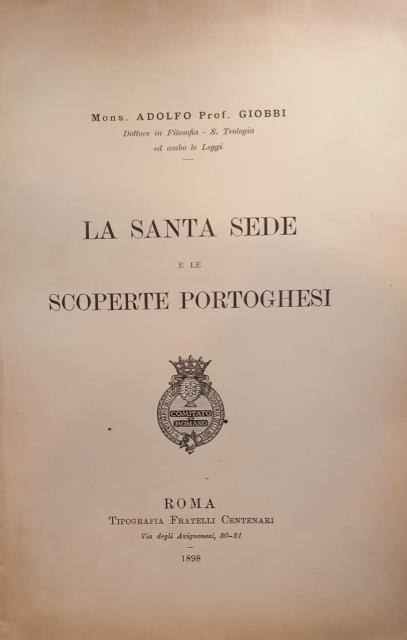 Mons. ADOLFO Prof. GIOBBI
Dottore in Filosofia - S. Teologia
ed ambo le Leggi
LA SANTA SEDE
E LE
SCOPERTE PORTOGHESI
COMITATO
ROMANO
ROMA
TIPOGRAFIA FRATELLI CENTENARI
Via degli Avignonesi, 30-31
1898